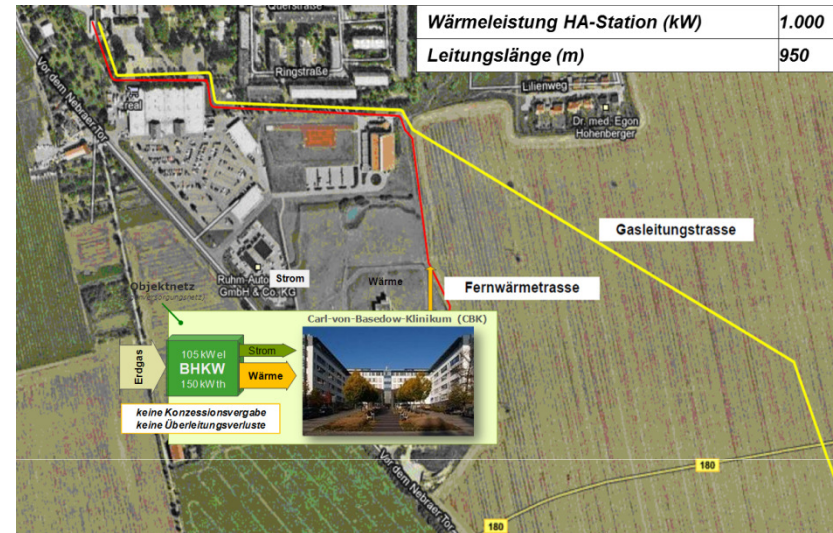 Querstraße
Wärmeleistung HA-Station (kW) 1.000
Leitungslänge (m) 950
Ringstraße
Lilienweg
Dr. med. Egon
Hohenberger
Vor dem Nebraer-Tor
real
Gasleitungstrasse
Ruhm-Auto
GmbH & Co. KG
Strom
Wärme
Fernwärmetrasse
Objektnetz
Carl-von-Basedow-Klinikum (CBK)
Erdgas
105 kW el
BHKW
150 kW th
Strom
Wärme
keine Konzessionsvergabe
keine Überleitungsverluste
Vor dem Nebraer Tor
180
180